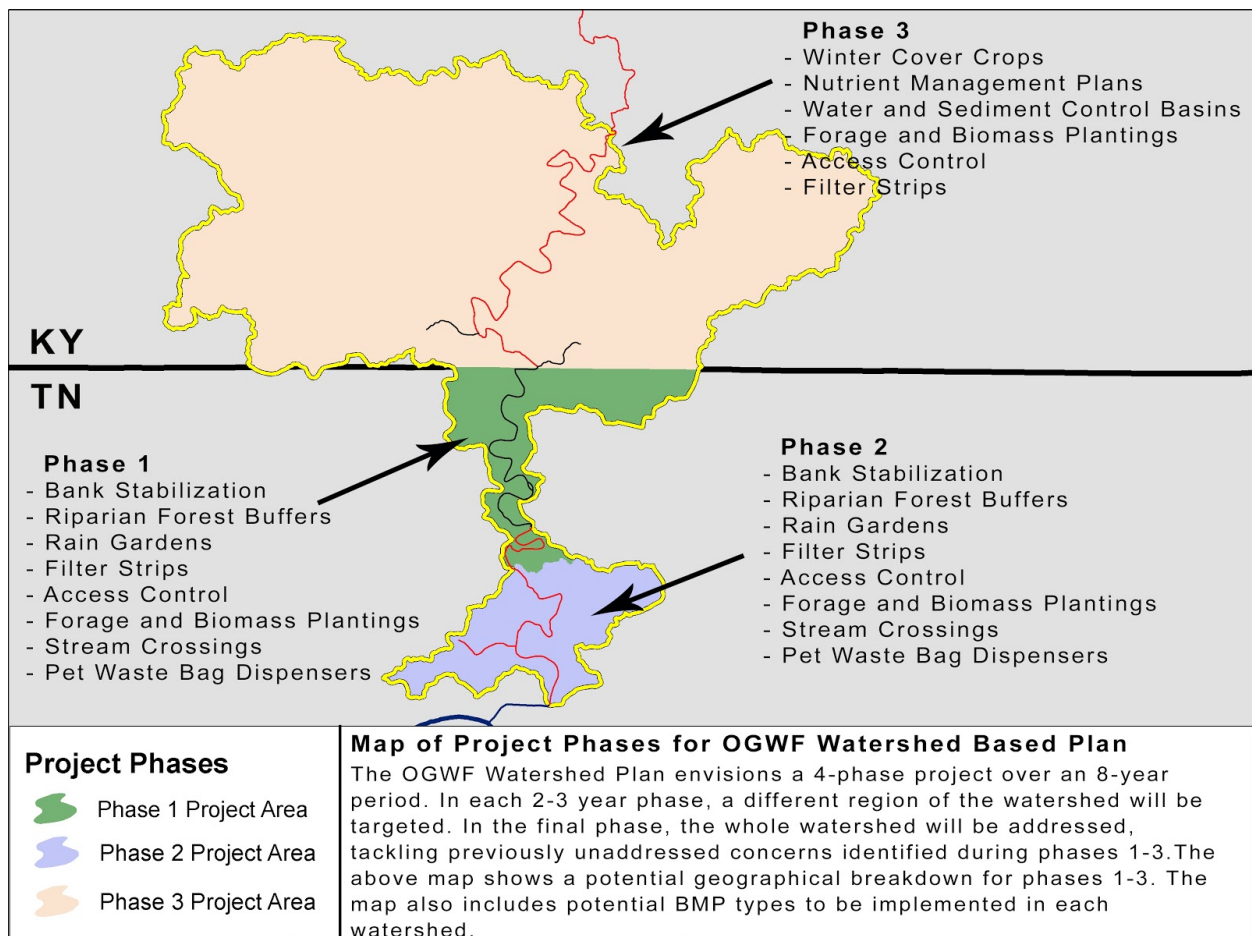 Phase 3
- Winter Cover Crops
- Nutrient Management Plans
- Water and Sediment Control Basins
- Forage and Biomass Plantings
- Access Control
- Filter Strips
KY
TN
Phase 1
- Bank Stabilization
- Riparian Forest Buffers
- Rain Gardens
- Filter Strips
- Access Control
- Forage and Biomass Plantings
- Stream Crossings
- Pet Waste Bag Dispensers
Phase 2
- Bank Stabilization
- Riparian Forest Buffers
- Rain Gardens
- Filter Strips
- Access Control
- Forage and Biomass Plantings
- Stream Crossings
- Pet Waste Bag Dispensers
Project Phases
Phase 1 Project Area
Phase 2 Project Area
Phase 3 Project Area
Map of Project Phases for OGWF Watershed Based Plan
The OGWF Watershed Plan envisions a 4-phase project over an 8-year
period. In each 2-3 year phase, a different region of the watershed will be
targeted. In the final phase, the whole watershed will be addressed,
tackling previously unaddressed concerns identified during phases 1-3.The
above map shows a potential geographical breakdown for phases 1-3. The
map also includes potential BMP types to be implemented in each
watershed.